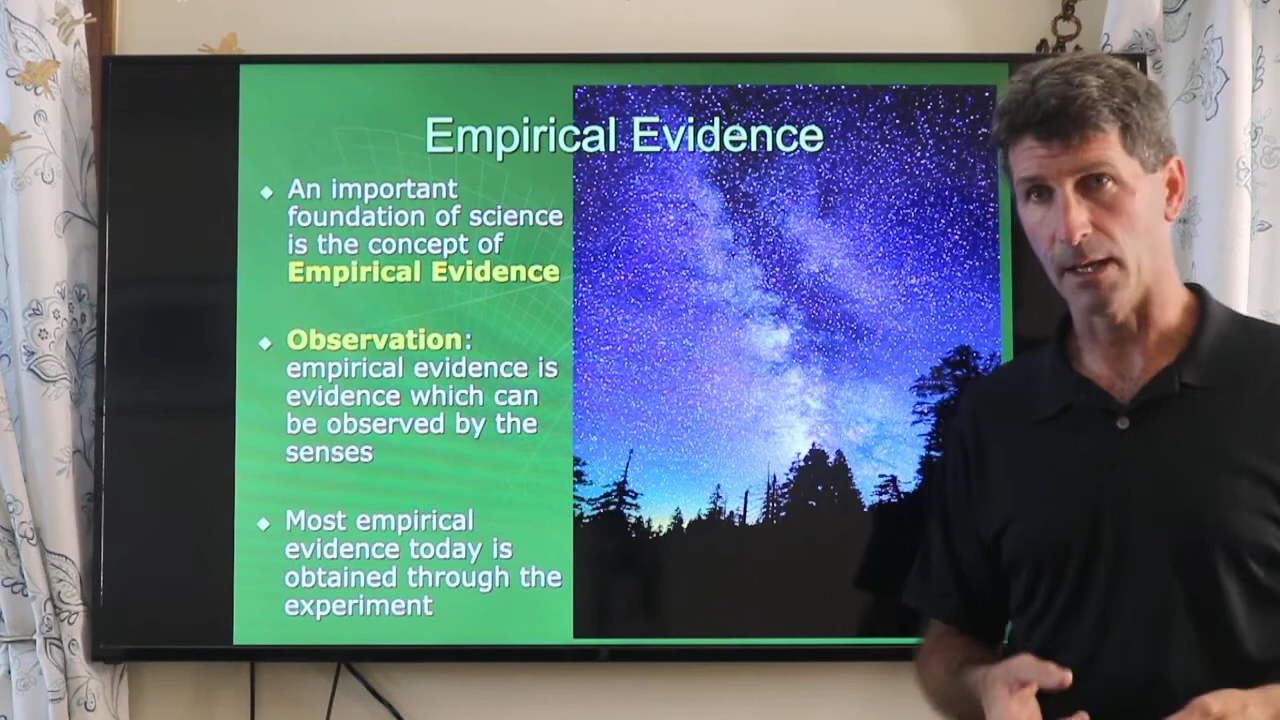 Empirical Evidence
An important
foundation of science
is the concept of
Empirical Evidence
Observation:
empirical evidence is
evidence which can
be observed by the
senses
Most empirical
evidence today is
obtained through the
experiment